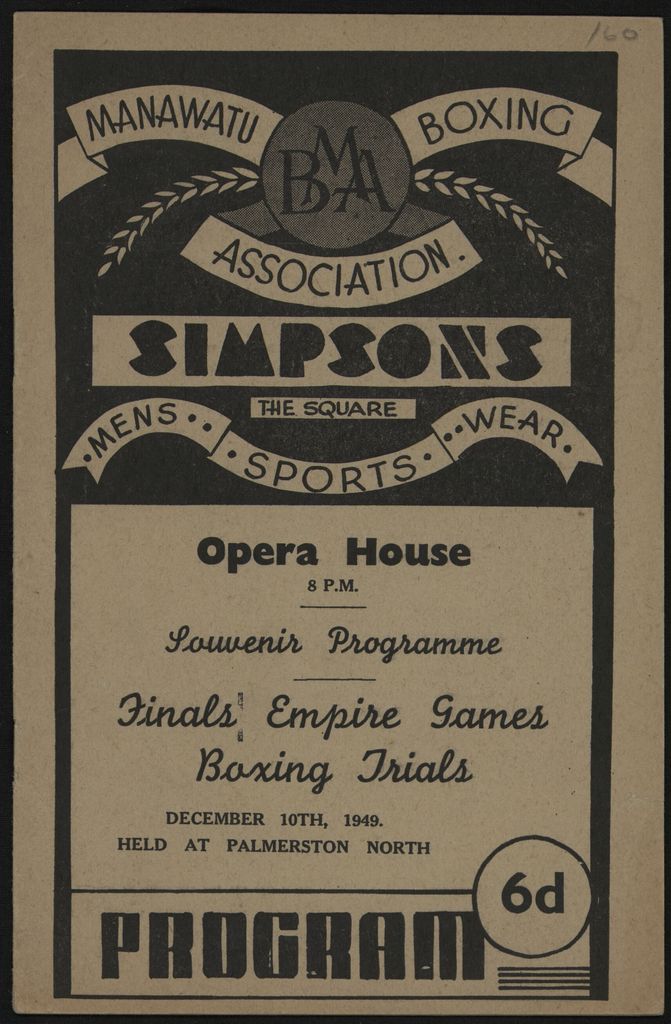 160
MANAWATU BOXING
BMAA
ASSOCIATION.
SIMPSONS
THE SQUARE
•MENS•• •SPORTS• ••WEAR•
Opera House
8 P.M.
Souvenir Programme
Finals Empire Games
Boxing Trials
DECEMBER 10TH, 1949.
HELD AT PALMERSTON NORTH
6d
PROGRAM